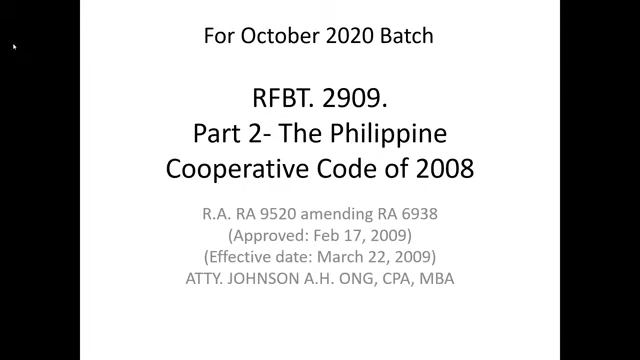 For October 2020 Batch
RFBT. 2909.
Part 2- The Philippine
Cooperative Code of 2008
R.A. RA 9520 amending RA 6938
(Approved: Feb 17, 2009)
(Effective date: March 22, 2009)
ATTY. JOHNSON A.H. ONG, CPA, MBA